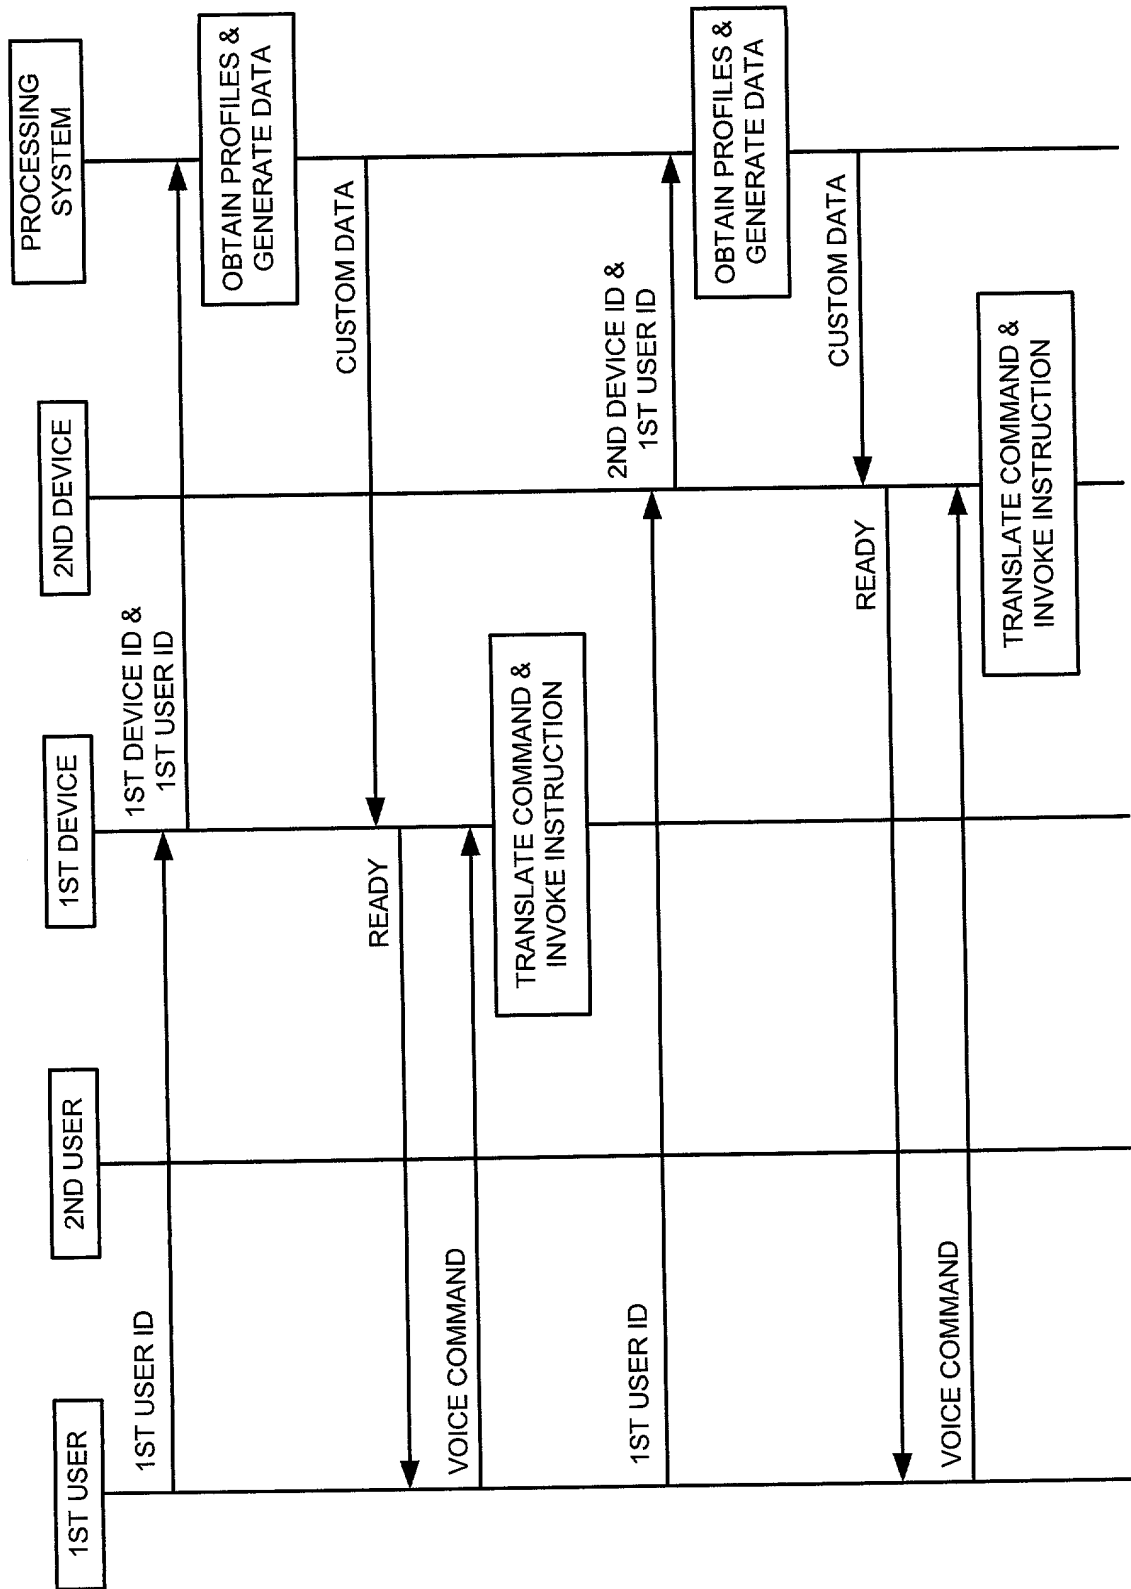 1ST USER
2ND USER
1ST DEVICE
2ND DEVICE
PROCESSING
SYSTEM
1ST USER ID
1ST DEVICE ID &
1ST USER ID
OBTAIN PROFILES &
GENERATE DATA
CUSTOM DATA
READY
VOICE COMMAND
TRANSLATE COMMAND &
INVOKE INSTRUCTION
1ST USER ID
2ND DEVICE ID &
1ST USER ID
OBTAIN PROFILES &
GENERATE DATA
CUSTOM DATA
READY
VOICE COMMAND
TRANSLATE COMMAND &
INVOKE INSTRUCTION